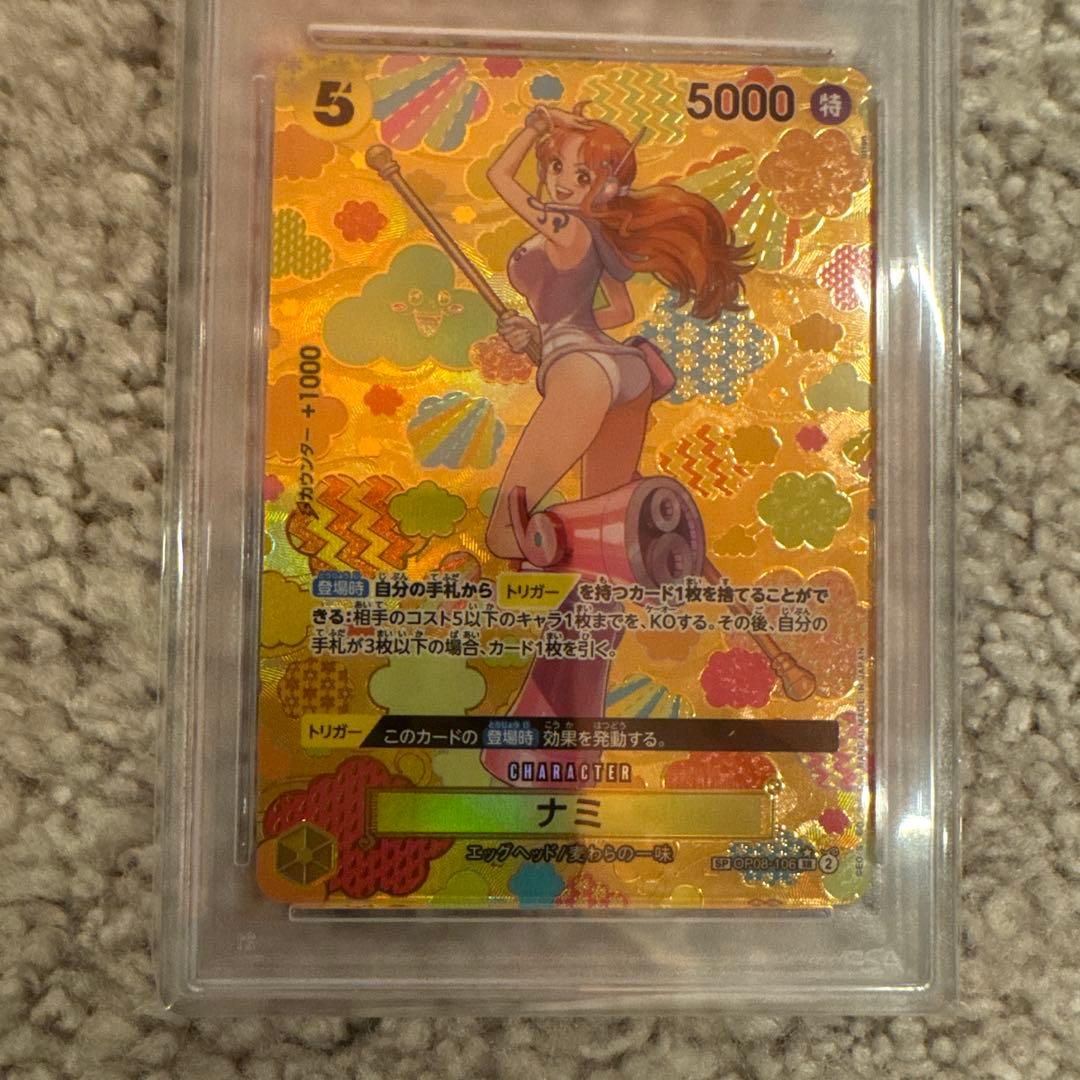 5
5000
特
カウンター +1000
登場時 自分の手札から トリガー を持つカード1枚を捨てることがで
きる:相手のコスト5以下のキャラ1枚までを、KOする。その後、自分の
手札が3枚以下の場合、カード1枚を引く。
トリガー このカードの 登場時 効果を発動する。
CHARACTER
ナミ
エッグヘッド/麦わらの一味
SP OP08-106 SR 2
MADE IN JAPAN
PSA